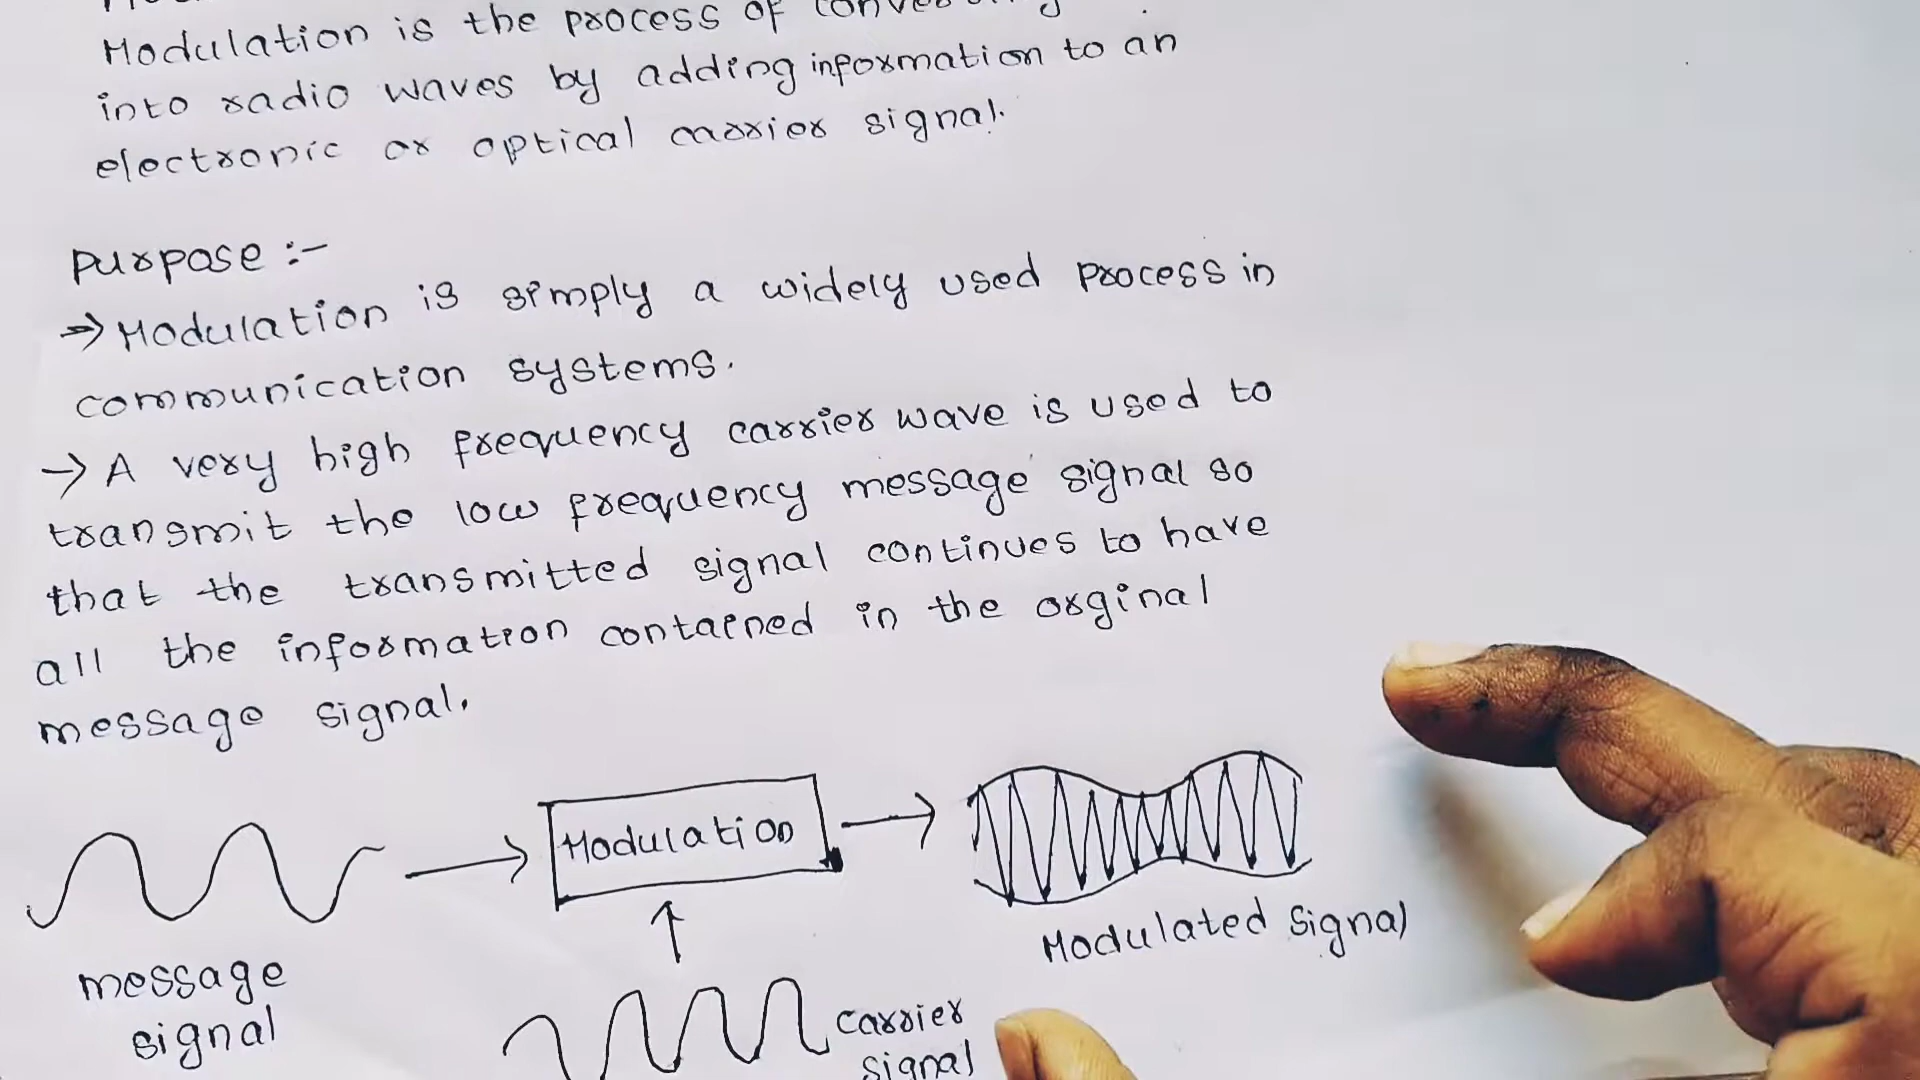 Modulation is the process of
into radio waves by adding information to an
electronic or optical carrier signal.
Purpose :-
→ Modulation is simply a widely used process in
communication systems.
→ A very high frequency carrier wave is used to
transmit the low frequency message signal so
that the transmitted signal continues to have
all the information contained in the orginal
message signal.
Modulation
Modulated Signal
message
signal
carrier
signal